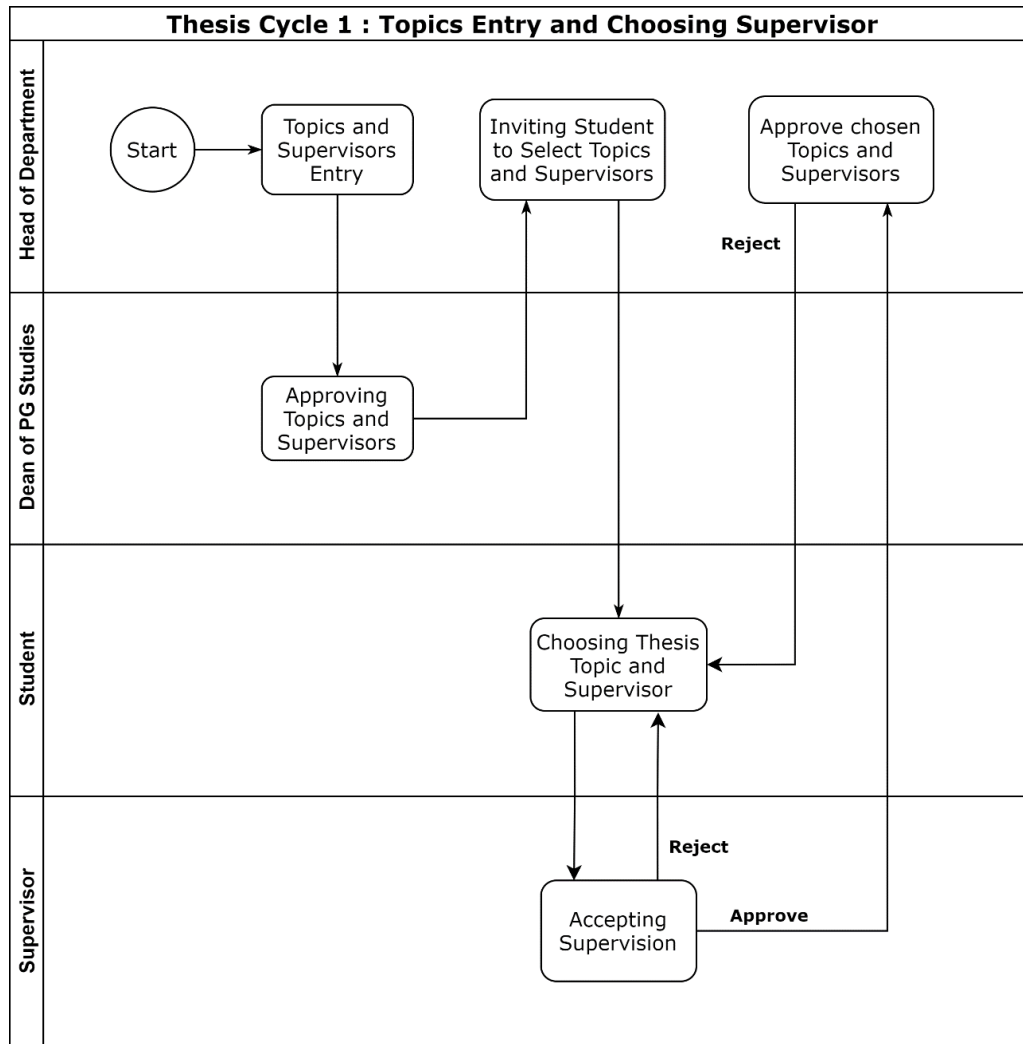 Thesis Cycle 1 : Topics Entry and Choosing Supervisor
Head of Department
Start
Topics and
Supervisors
Entry
Inviting Student
to Select Topics
and Supervisors
Approve chosen
Topics and
Supervisors
Reject
Dean of PG Studies
Approving
Topics and
Supervisors
Student
Choosing Thesis
Topic and
Supervisor
Supervisor
Reject
Accepting
Supervision
Approve